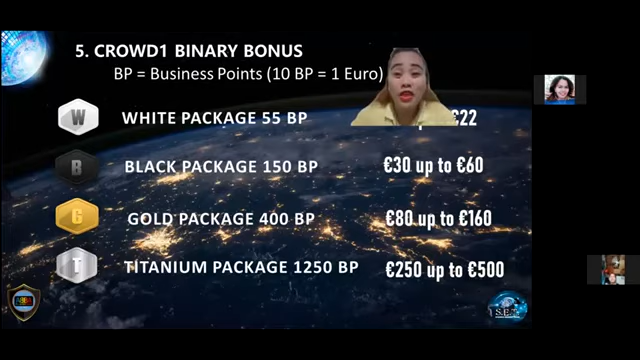 5. CROWD1 BINARY BONUS
BP = Business Points (10 BP = 1 Euro)
W WHITE PACKAGE 55 BP €22
B BLACK PACKAGE 150 BP €30 up to €60
G GOLD PACKAGE 400 BP €80 up to €160
T TITANIUM PACKAGE 1250 BP €250 up to €500